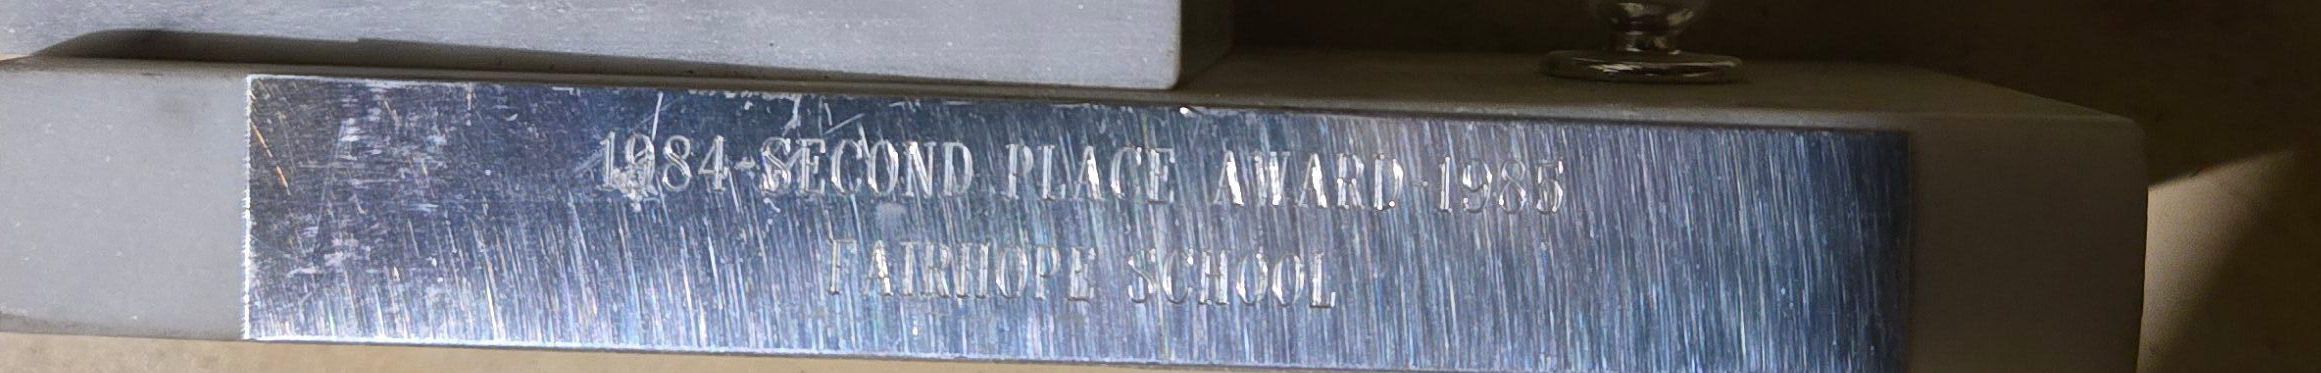 1984-SECOND PLACE AWARD-1985
FAIRHOPE SCHOOL